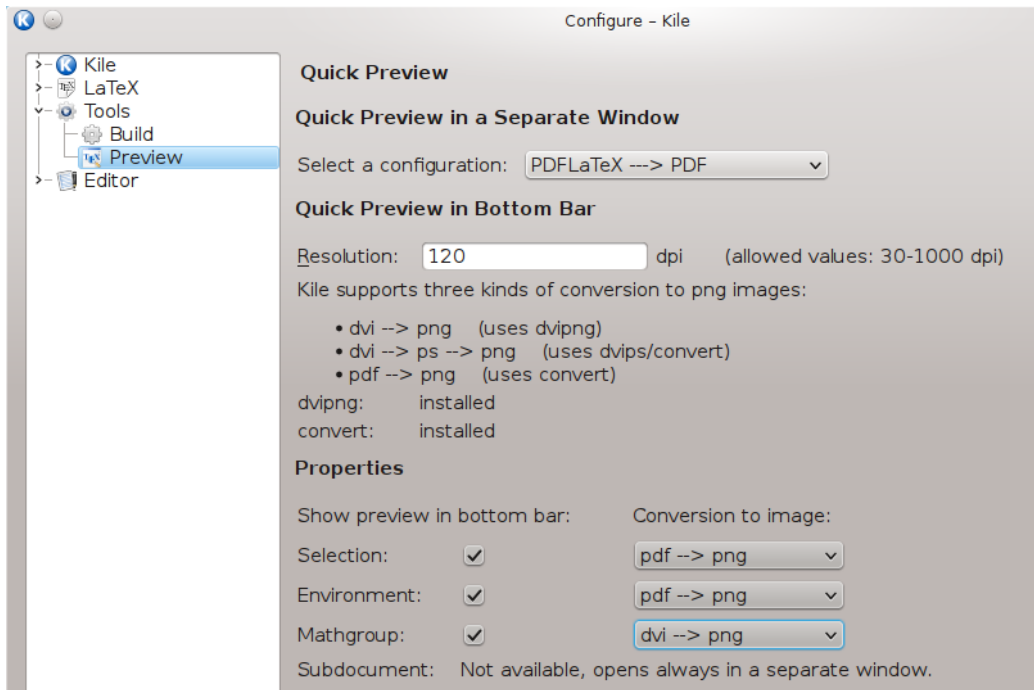 Configure – Kile
Kile
LaTeX
Tools
Build
Preview
Editor
Quick Preview
Quick Preview in a Separate Window
Select a configuration: PDFLaTeX ---> PDF
Quick Preview in Bottom Bar
Resolution: 120 dpi (allowed values: 30-1000 dpi)
Kile supports three kinds of conversion to png images:
• dvi --> png (uses dvipng)
• dvi --> ps --> png (uses dvips/convert)
• pdf --> png (uses convert)
dvipng: installed
convert: installed
Properties
Show preview in bottom bar: Conversion to image:
Selection: pdf --> png
Environment: pdf --> png
Mathgroup: dvi --> png
Subdocument: Not available, opens always in a separate window.